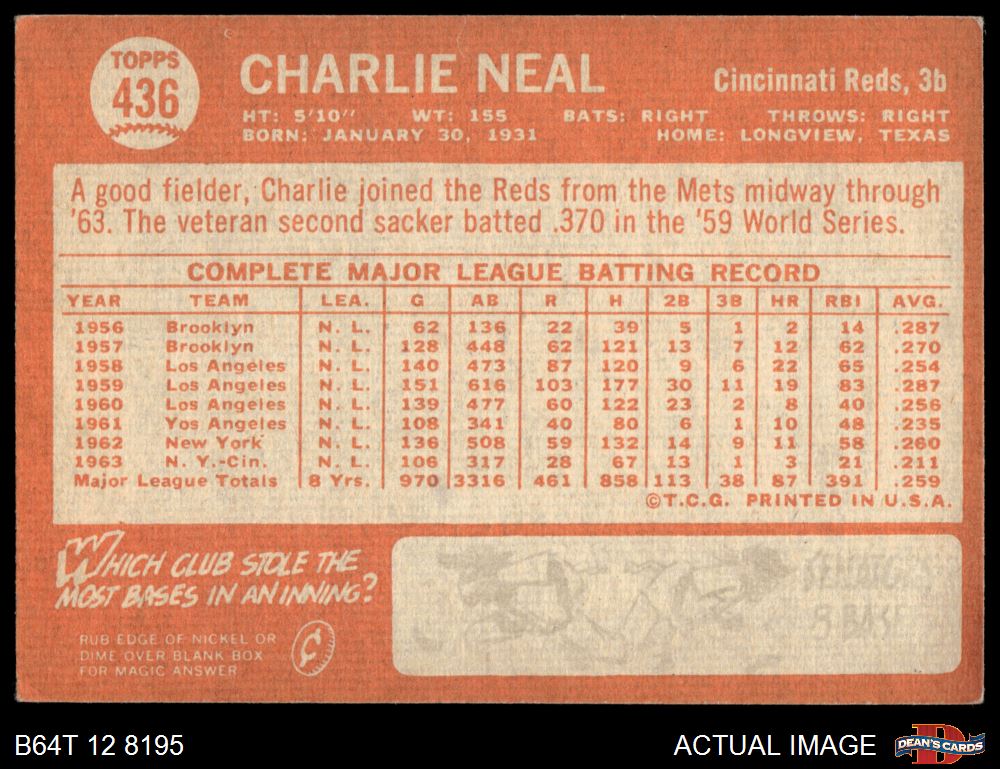 TOPPS
436
CHARLIE NEAL
Cincinnati Reds, 3b
HT: 5'10" WT: 155 BATS: RIGHT THROWS: RIGHT
BORN: JANUARY 30, 1931 HOME: LONGVIEW, TEXAS
A good fielder, Charlie joined the Reds from the Mets midway through
'63. The veteran second sacker batted .370 in the '59 World Series.
COMPLETE MAJOR LEAGUE BATTING RECORD
YEAR TEAM LEA. G AB R H 2B 3B HR RBI AVG.
1956 Brooklyn N. L. 62 136 22 39 5 1 2 14 .287
1957 Brooklyn N. L. 128 448 62 121 13 7 12 62 .270
1958 Los Angeles N. L. 140 473 87 120 9 6 22 65 .254
1959 Los Angeles N. L. 151 616 103 177 30 11 19 83 .287
1960 Los Angeles N. L. 139 477 60 122 23 2 8 40 .256
1961 Yos Angeles N. L. 108 341 40 80 6 1 10 48 .235
1962 New York N. L. 136 508 59 132 14 9 11 58 .260
1963 N. Y.-Cin. N. L. 106 317 28 67 13 1 3 21 .211
Major League Totals 8 Yrs. 970 3316 461 858 113 38 87 391 .259
©T.C.G. PRINTED IN U.S.A.
WHICH CLUB STOLE THE
MOST BASES IN AN INNING?
RUB EDGE OF NICKEL OR
DIME OVER BLANK BOX
FOR MAGIC ANSWER
B64T 12 8195
ACTUAL IMAGE
DEAN'S CARDS